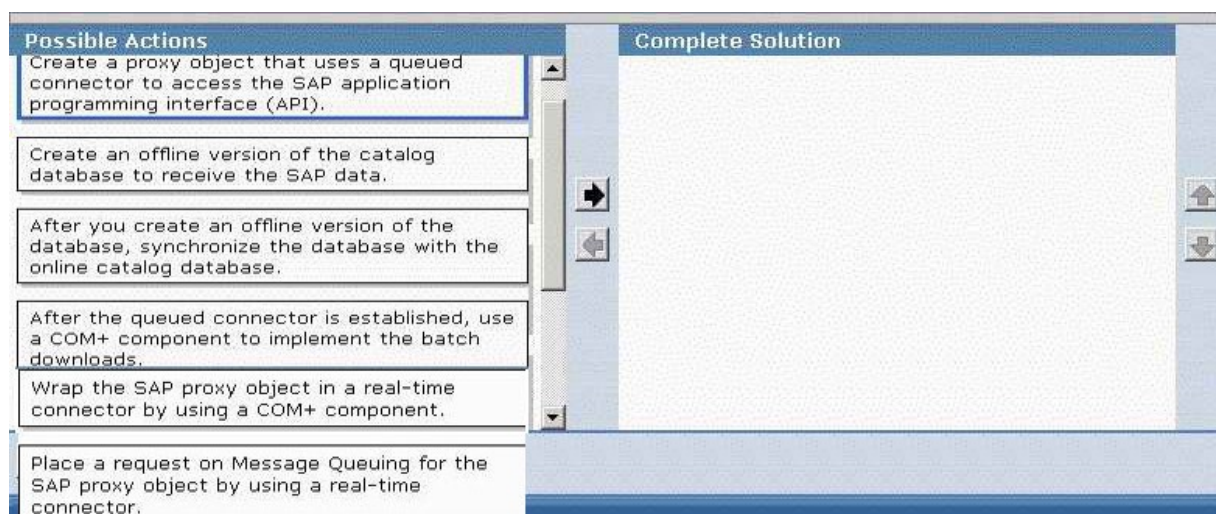 Possible Actions
Complete Solution
Create a proxy object that uses a queued
connector to access the SAP application
programming interface (API).
Create an offline version of the catalog
database to receive the SAP data.
After you create an offline version of the
database, synchronize the database with the
online catalog database.
After the queued connector is established, use
a COM+ component to implement the batch
downloads.
Wrap the SAP proxy object in a real-time
connector by using a COM+ component.
Place a request on Message Queuing for the
SAP proxy object by using a real-time
connector.